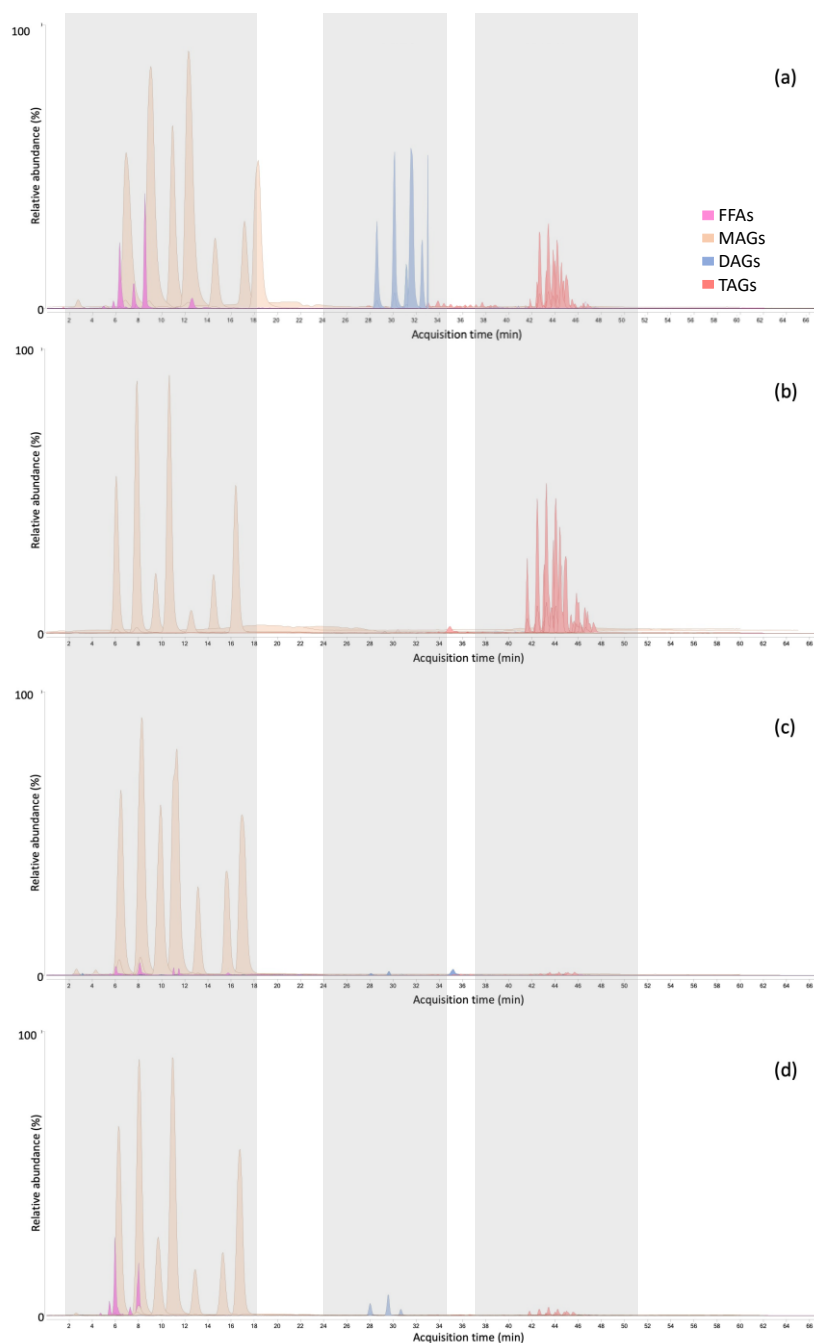 100
(a)
Relative abundance (%)
FFAs
MAGs
DAGs
TAGs
0
2 4 6 8 10 12 14 16 18 20 22 24 26 28 30 32 34 36 38 40 42 44 46 48 50 52 54 56 58 60 62 64 66
Acquisition time (min)
100
(b)
Relative abundance (%)
0
2 4 6 8 10 12 14 16 18 20 22 24 26 28 30 32 34 36 38 40 42 44 46 48 50 52 54 56 58 60 62 64 66
Acquisition time (min)
100
(c)
Relative abundance (%)
0
2 4 6 8 10 12 14 16 18 20 22 24 26 28 30 32 34 36 38 40 42 44 46 48 50 52 54 56 58 60 62 64 66
Acquisition time (min)
100
(d)
Relative abundance (%)
0
2 4 6 8 10 12 14 16 18 20 22 24 26 28 30 32 34 36 38 40 42 44 46 48 50 52 54 56 58 60 62 64 66
Acquisition time (min)